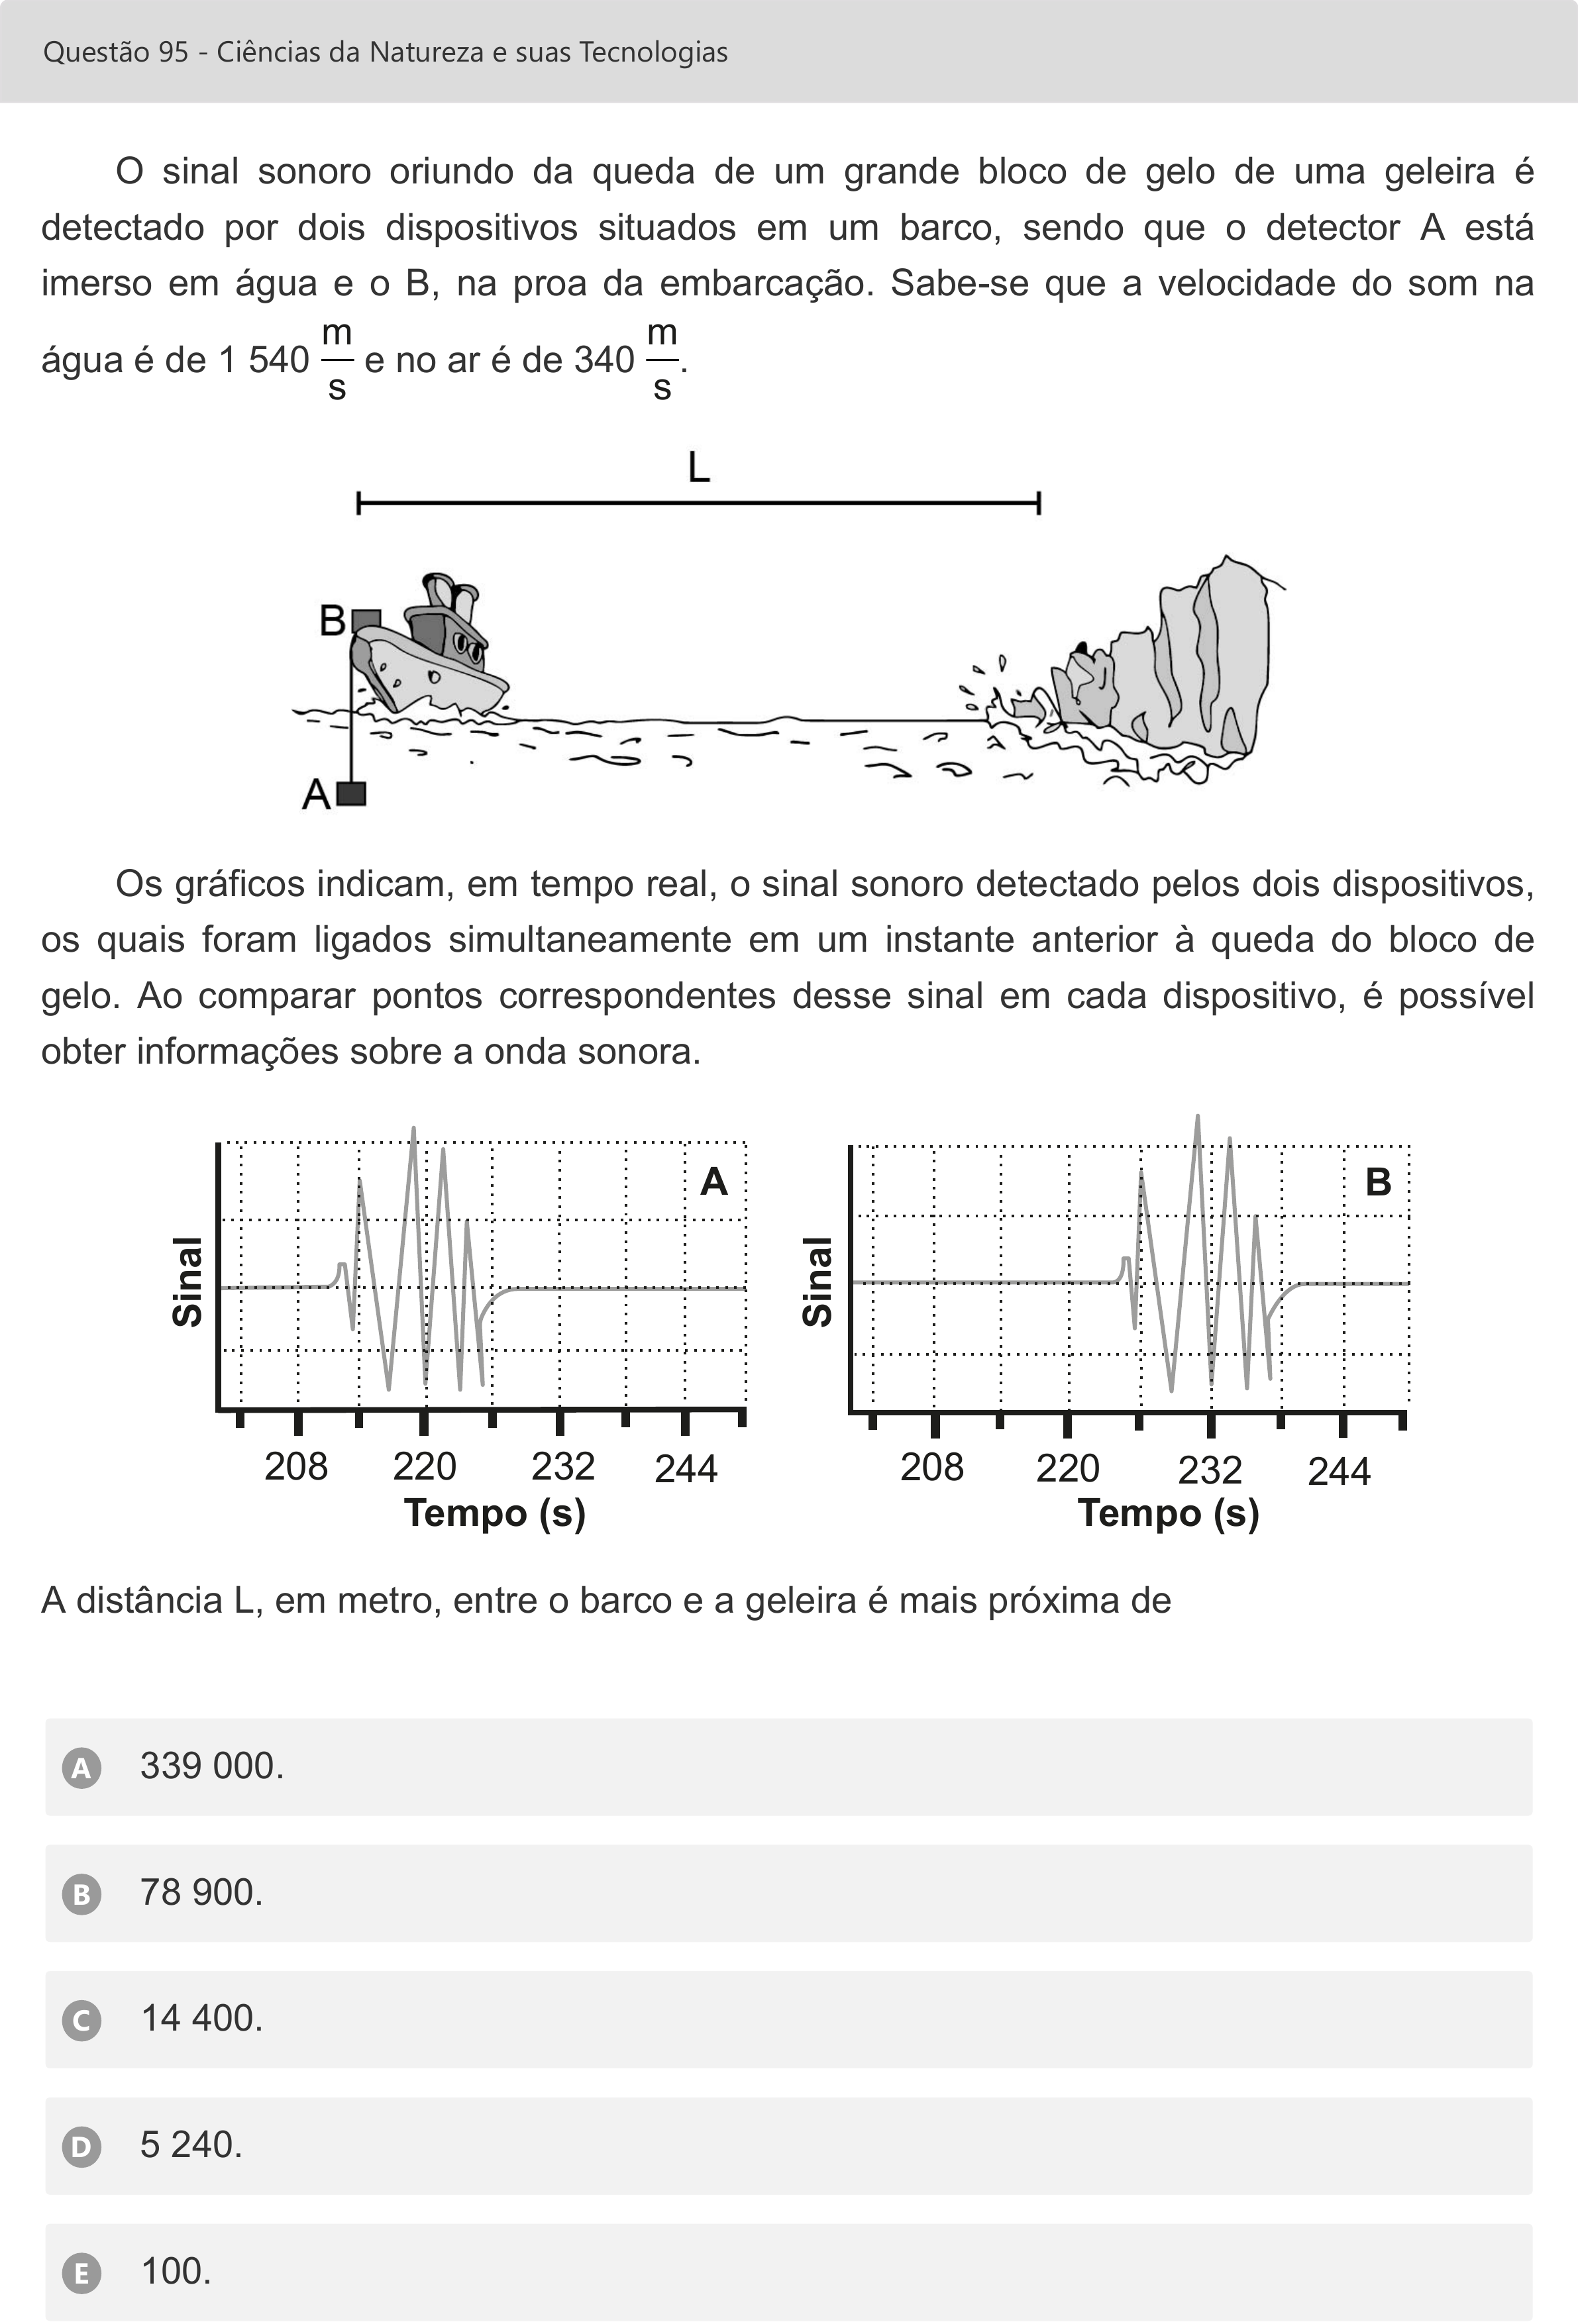 Questão 95 - Ciências da Natureza e suas Tecnologias
O sinal sonoro oriundo da queda de um grande bloco de gelo de uma geleira é
detectado por dois dispositivos situados em um barco, sendo que o detector A está
imerso em água e o B, na proa da embarcação. Sabe-se que a velocidade do som na
água é de 1 540 m/s e no ar é de 340 m/s.
L
B
A
Os gráficos indicam, em tempo real, o sinal sonoro detectado pelos dois dispositivos,
os quais foram ligados simultaneamente em um instante anterior à queda do bloco de
gelo. Ao comparar pontos correspondentes desse sinal em cada dispositivo, é possível
obter informações sobre a onda sonora.
A
Sinal
208 220 232 244
Tempo (s)
B
Sinal
208 220 232 244
Tempo (s)
A distância L, em metro, entre o barco e a geleira é mais próxima de
A 339 000.
B 78 900.
C 14 400.
D 5 240.
E 100.